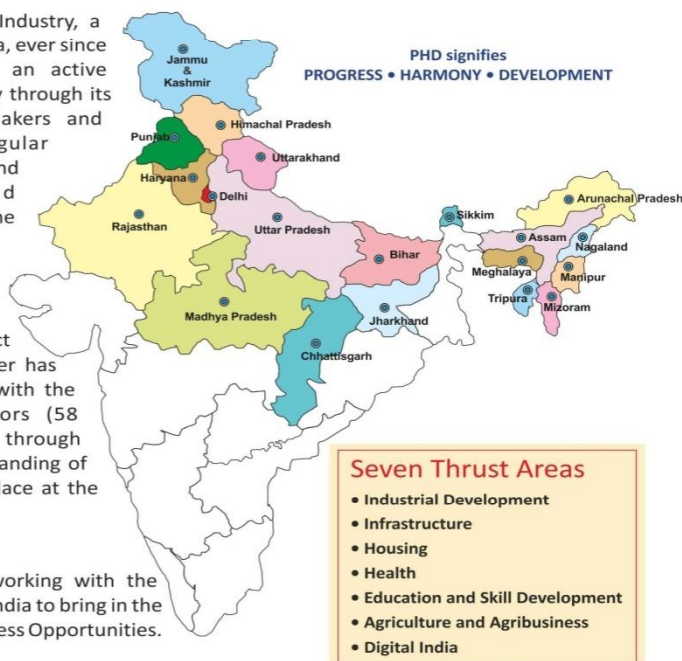 Industry, a
ever since
an active
through its
akers and
gular
er has
with the
ors (58
through
anding of
lace at the
working with the
ndia to bring in the
ess Opportunities.
PHD signifies
PROGRESS • HARMONY • DEVELOPMENT
Jammu
&
Kashmir
Himachal Pradesh
Punjab
Uttarakhand
Haryana
Delhi
Rajasthan
Uttar Pradesh
Bihar
Sikkim
Arunachal Pradesh
Assam
Nagaland
Meghalaya
Manipur
Tripura
Mizoram
Madhya Pradesh
Jharkhand
Chhattisgarh
Seven Thrust Areas
• Industrial Development
• Infrastructure
• Housing
• Health
• Education and Skill Development
• Agriculture and Agribusiness
• Digital India